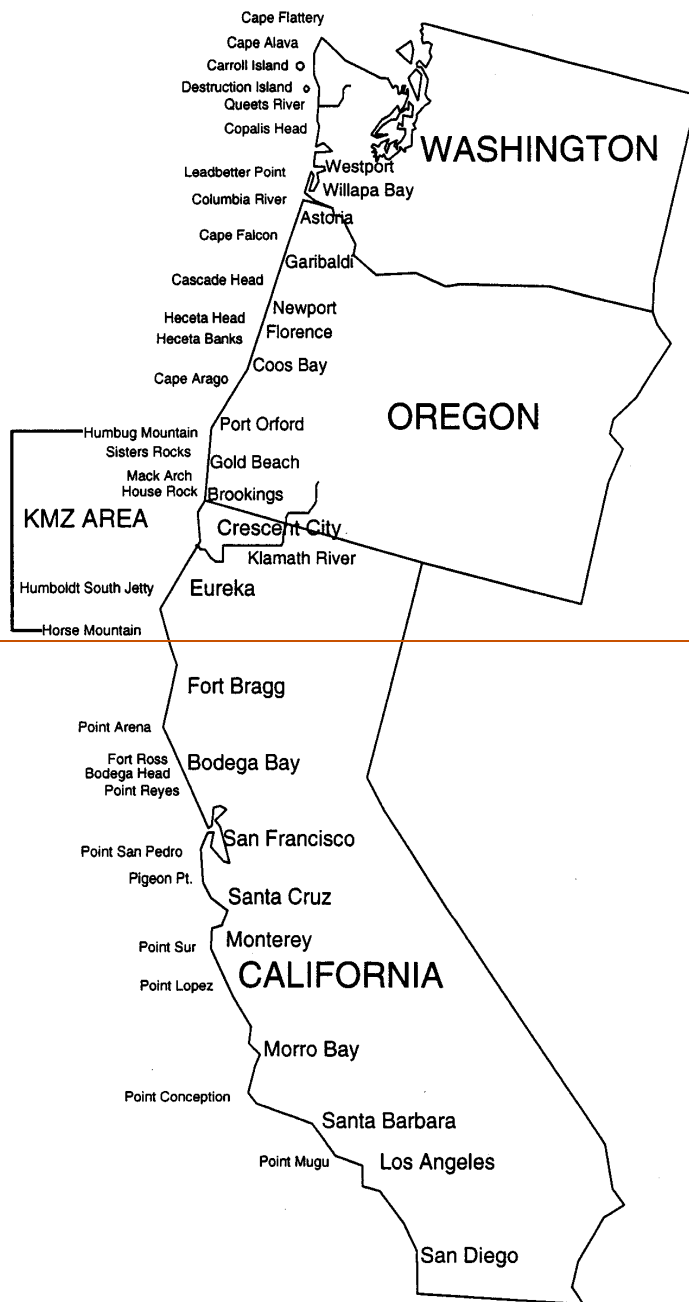 Cape Flattery
Cape Alava
Carroll Island
Destruction Island
Queets River
Copalis Head
WASHINGTON
Westport
Leadbetter Point
Willapa Bay
Columbia River
Astoria
Cape Falcon
Garibaldi
Cascade Head
Newport
Heceta Head
Florence
Heceta Banks
Coos Bay
Cape Arago
OREGON
Port Orford
Humbug Mountain
Sisters Rocks
Gold Beach
Mack Arch
House Rock
Brookings
KMZ AREA
Crescent City
Klamath River
Humboldt South Jetty
Eureka
Horse Mountain
Fort Bragg
Point Arena
Fort Ross
Bodega Bay
Bodega Head
Point Reyes
San Francisco
Point San Pedro
Pigeon Pt.
Santa Cruz
Monterey
Point Sur
CALIFORNIA
Point Lopez
Morro Bay
Point Conception
Santa Barbara
Point Mugu
Los Angeles
San Diego